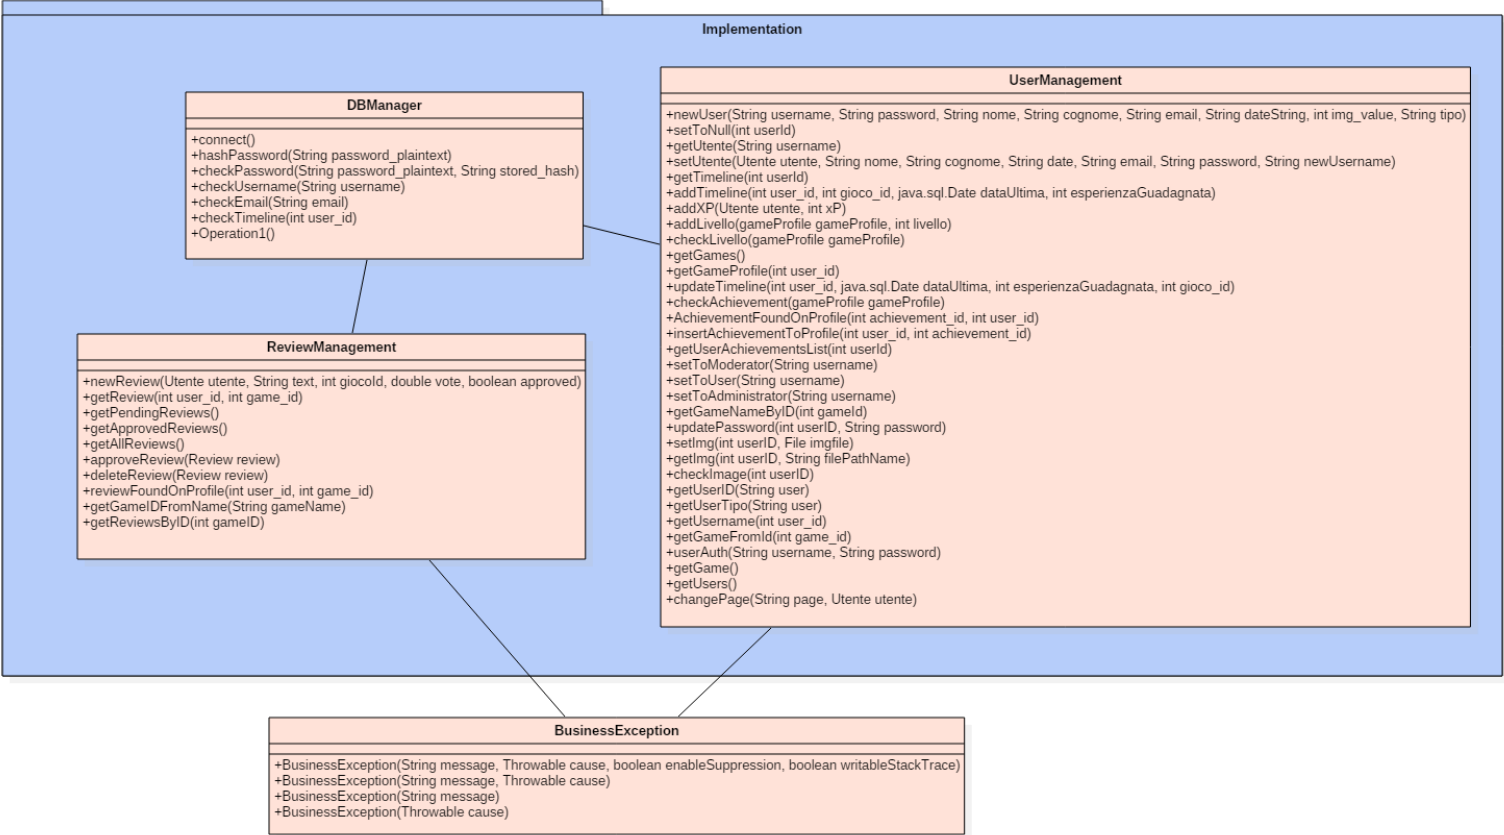 Implementation
DBManager
+connect()
+hashPassword(String password_plaintext)
+checkPassword(String password_plaintext, String stored_hash)
+checkUsername(String username)
+checkEmail(String email)
+checkTimeline(int user_id)
+Operation1()
UserManagement
+newUser(String username, String password, String nome, String cognome, String email, String dateString, int img_value, String tipo)
+setToNull(int userId)
+getUtente(String username)
+setUtente(Utente utente, String nome, String cognome, String date, String email, String password, String newUsername)
+getTimeline(int userId)
+addTimeline(int user_id, int gioco_id, java.sql.Date dataUltima, int esperienzaGuadagnata)
+addXP(Utente utente, int xP)
+addLivello(gameProfile gameProfile, int livello)
+checkLivello(gameProfile gameProfile)
+getGames()
+getGameProfile(int user_id)
+updateTimeline(int user_id, java.sql.Date dataUltima, int esperienzaGuadagnata, int gioco_id)
+checkAchievement(gameProfile gameProfile)
+AchievementFoundOnProfile(int achievement_id, int user_id)
+insertAchievementToProfile(int user_id, int achievement_id)
+getUserAchievementsList(int userId)
+setToModerator(String username)
+setToUser(String username)
+setToAdministrator(String username)
+getGameNameByID(int gameId)
+updatePassword(int userID, String password)
+setImg(int userID, File imgfile)
+getImg(int userID, String filePathName)
+checkImage(int userID)
+getUserID(String user)
+getUserTipo(String user)
+getUsername(int user_id)
+getGameFromId(int game_id)
+userAuth(String username, String password)
+getGame()
+getUsers()
+changePage(String page, Utente utente)
ReviewManagement
+newReview(Utente utente, String text, int giocoId, double vote, boolean approved)
+getReview(int user_id, int game_id)
+getPendingReviews()
+getApprovedReviews()
+getAllReviews()
+approveReview(Review review)
+deleteReview(Review review)
+reviewFoundOnProfile(int user_id, int game_id)
+getGameIDFromName(String gameName)
+getReviewsByID(int gameID)
BusinessException
+BusinessException(String message, Throwable cause, boolean enableSuppression, boolean writableStackTrace)
+BusinessException(String message, Throwable cause)
+BusinessException(String message)
+BusinessException(Throwable cause)